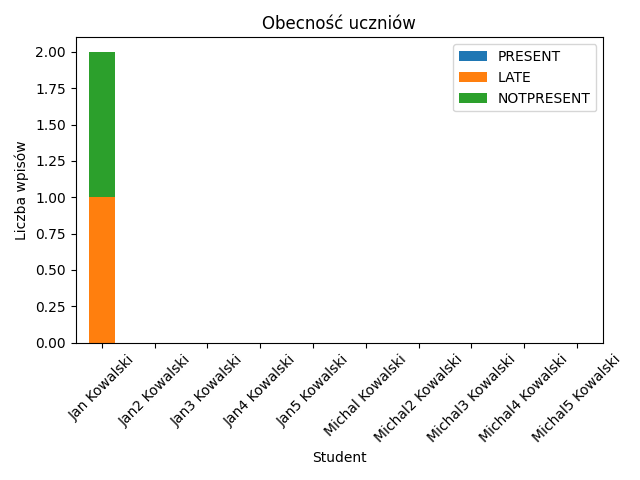 Obecność uczniów
PRESENT
LATE
NOTPRESENT
Liczba wpisów
2.00
1.75
1.50
1.25
1.00
0.75
0.50
0.25
0.00
Jan Kowalski
Jan2 Kowalski
Jan3 Kowalski
Jan4 Kowalski
Jan5 Kowalski
Michal Kowalski
Michal2 Kowalski
Michal3 Kowalski
Michal4 Kowalski
Michal5 Kowalski
Student